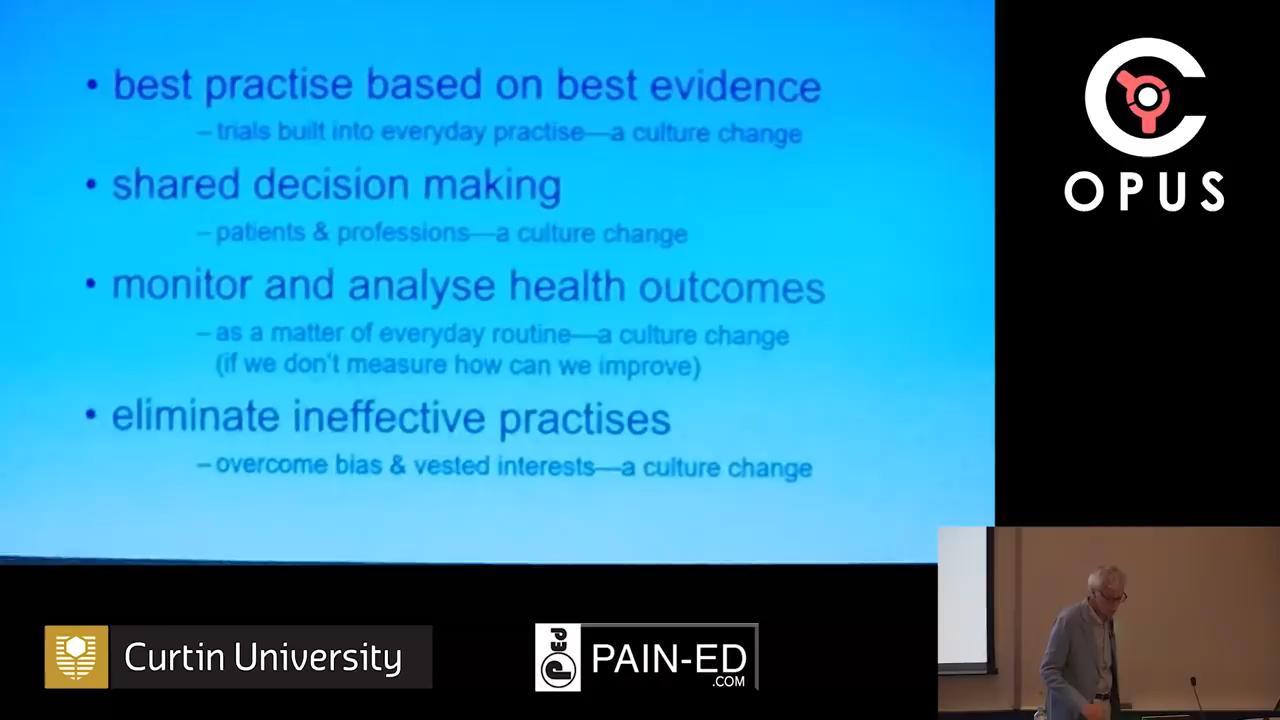 • best practise based on best evidence
– trials built into everyday practise—a culture change
• shared decision making
– patients & professions—a culture change
• monitor and analyse health outcomes
– as a matter of everyday routine—a culture change
(if we don't measure how can we improve)
• eliminate ineffective practises
– overcome bias & vested interests—a culture change
OPUS
Curtin University
Ped
PAIN-ED
.COM